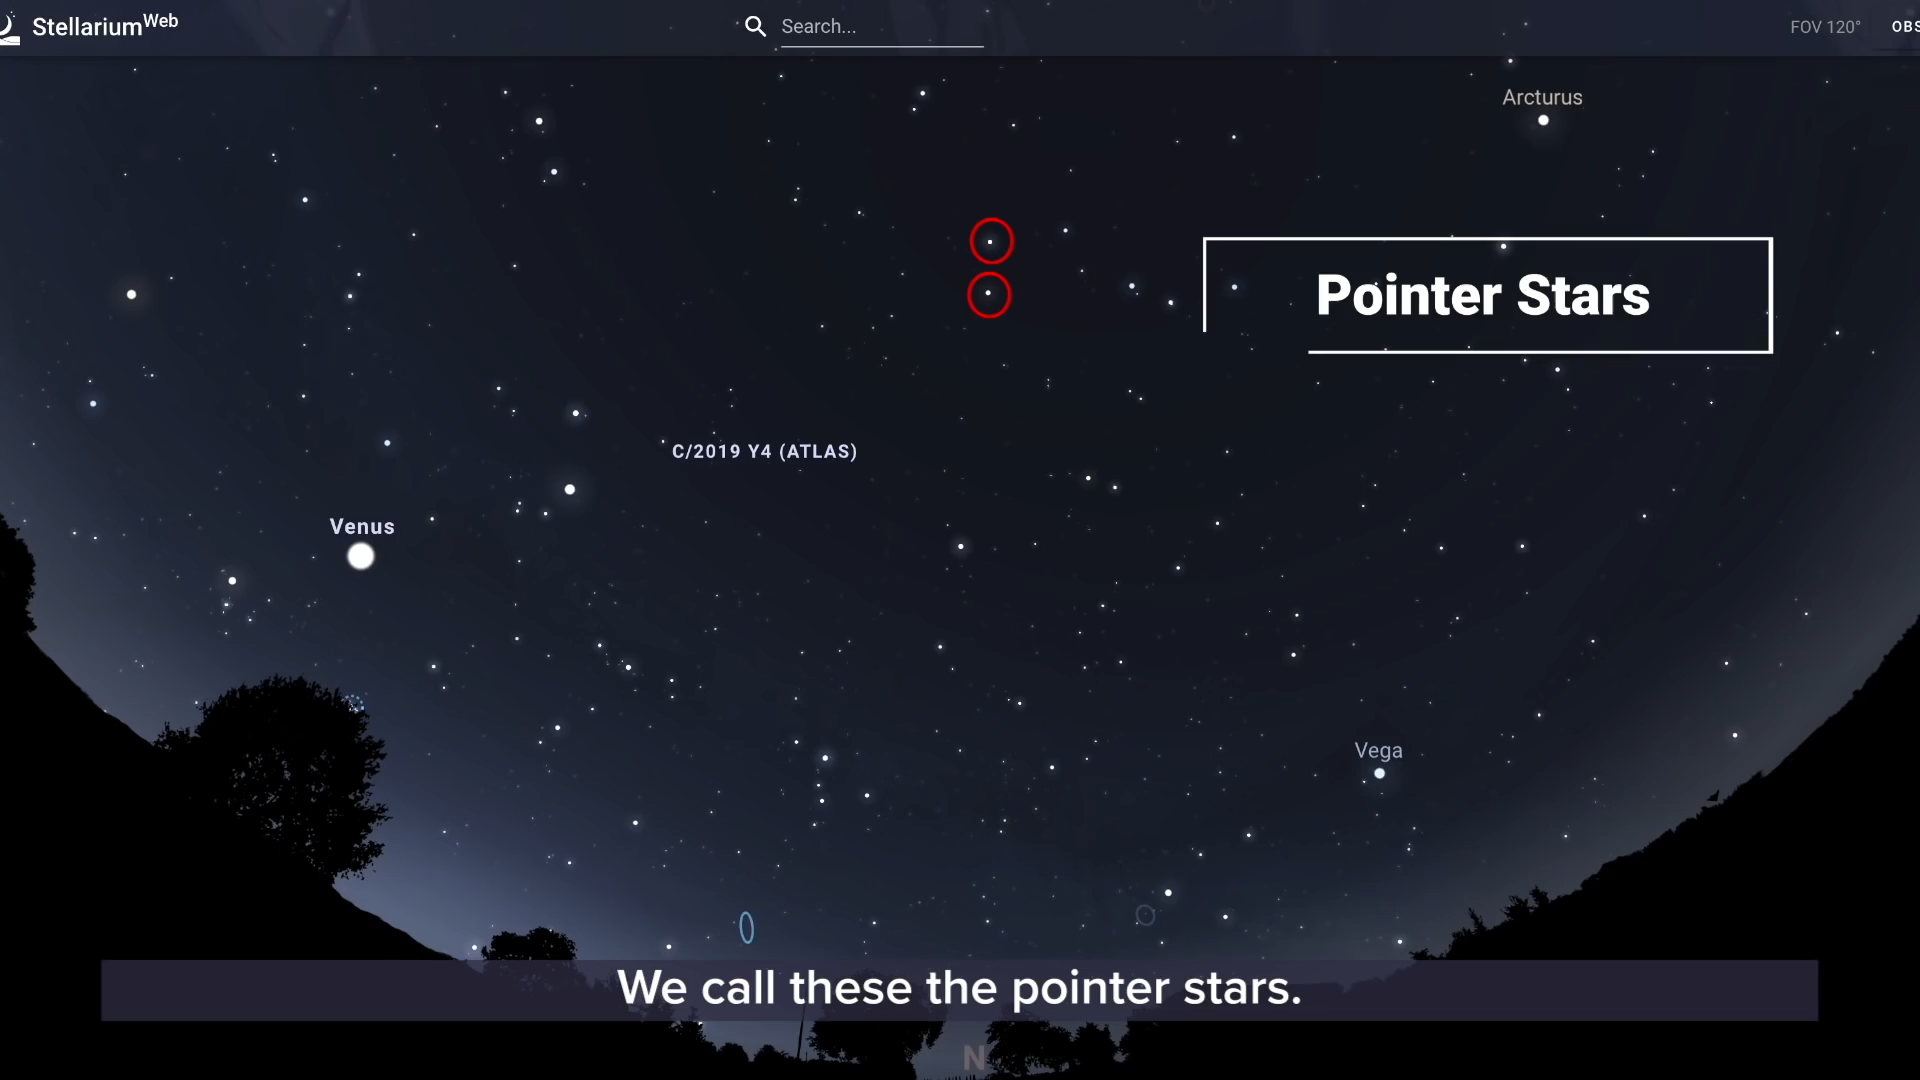 StellariumWeb
Search...
FOV 120°
OBS
Arcturus
Pointer Stars
C/2019 Y4 (ATLAS)
Venus
Vega
We call these the pointer stars.
N